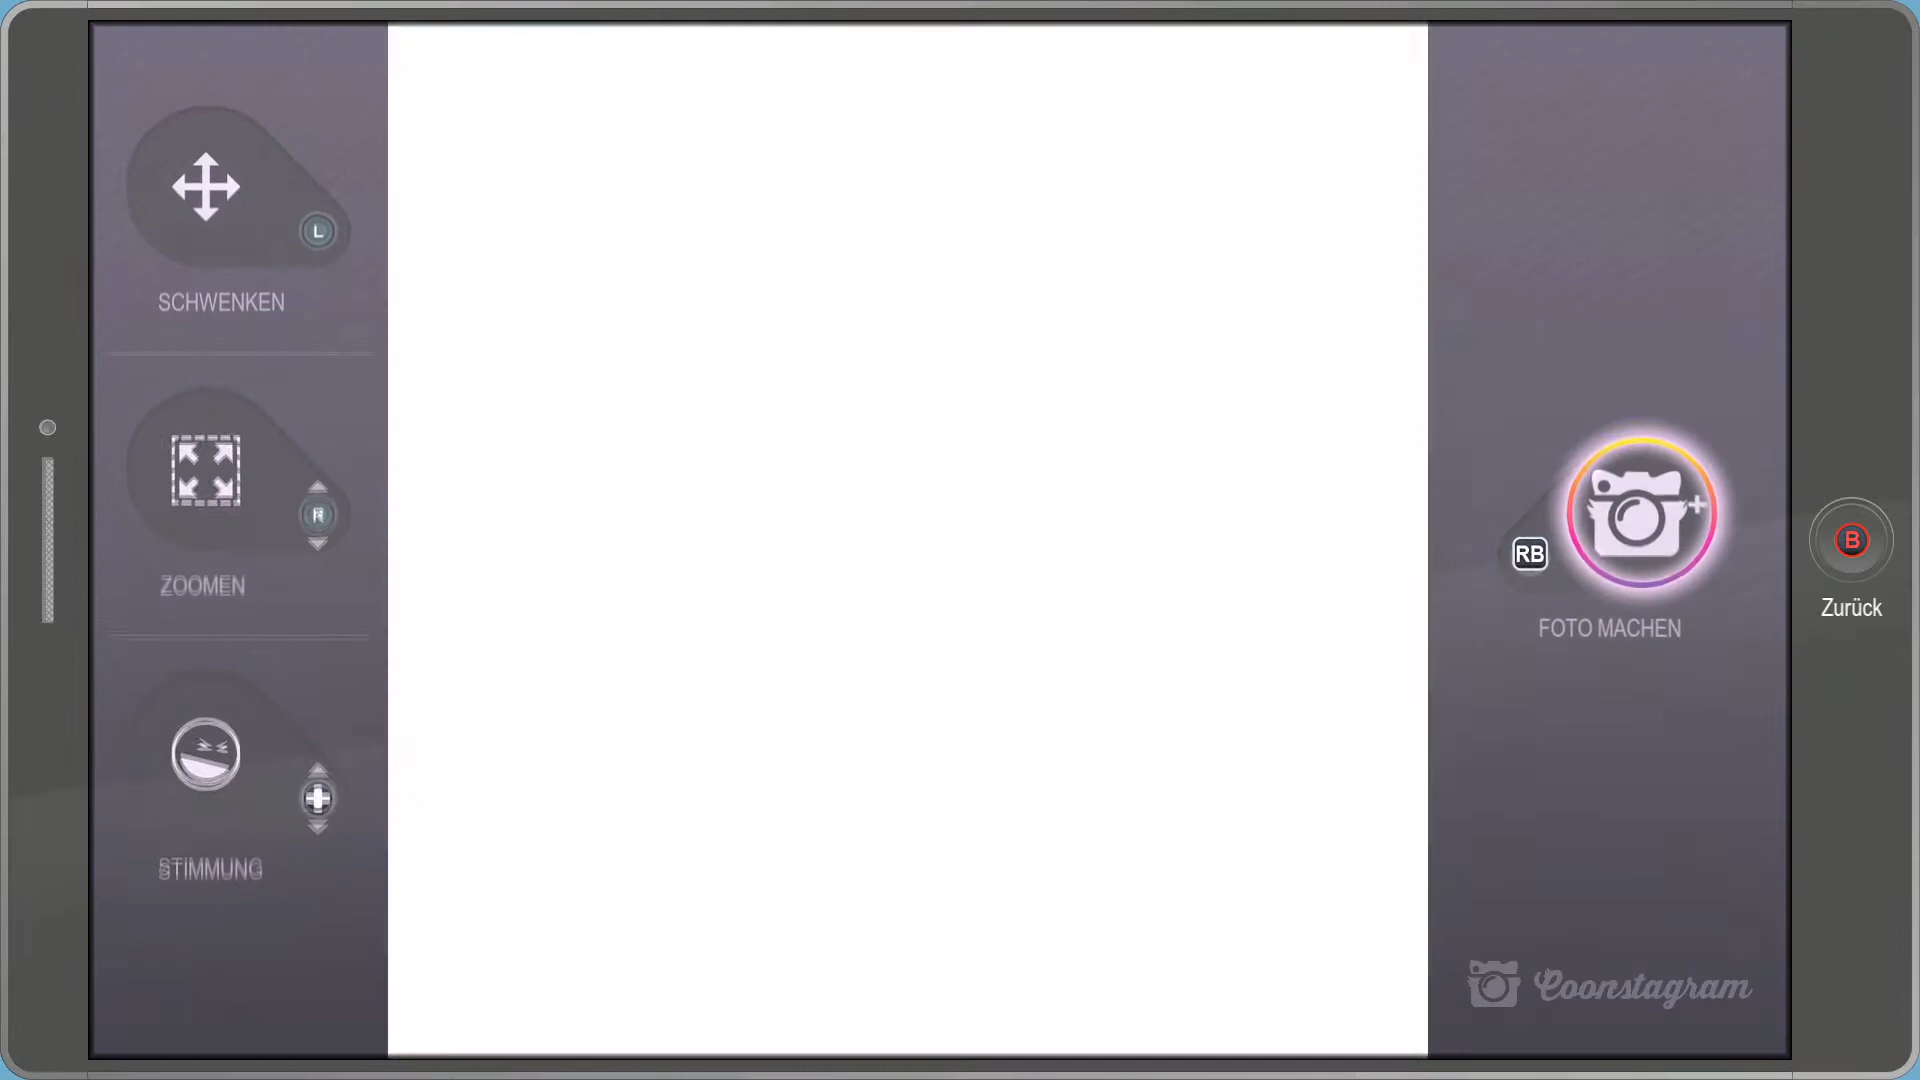 L
SCHWENKEN
R
ZOOMEN
STIMMUNG
RB
FOTO MACHEN
B
Zurück
Coonstagram